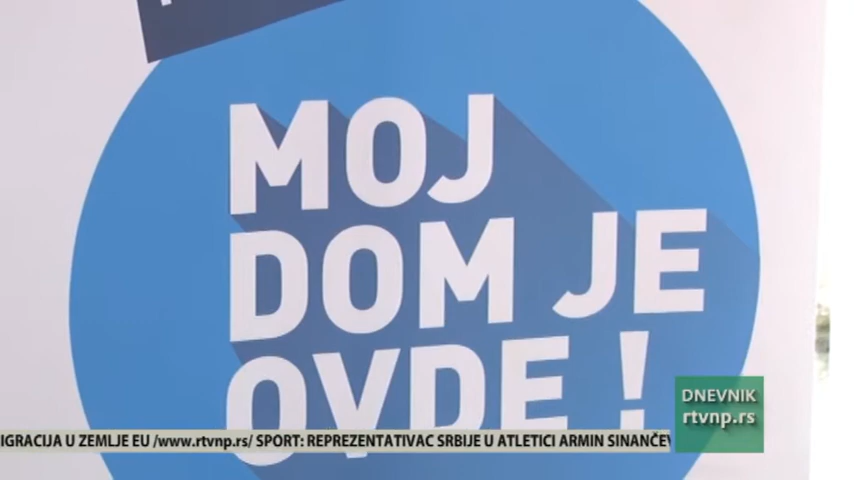 MOJ
DOM JE
OVDE !
DNEVNIK
rtvnp.rs
IGRACIJA U ZEMLJE EU /www.rtvnp.rs/ SPORT: REPREZENTATIVAC SRBIJE U ATLETICI ARMIN SINANČEV